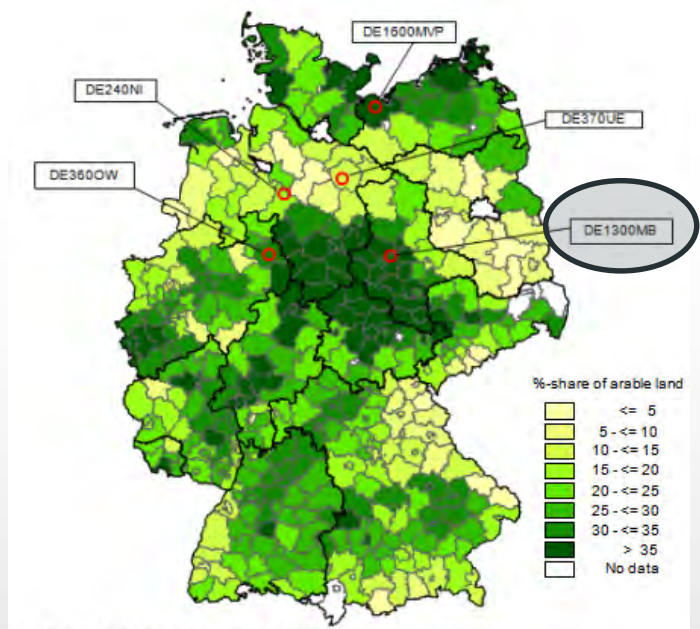 DE1600MVP
DE240NI
DE370UE
DE360OW
DE1300MB
%-share of arable land
<= 5
5 - <= 10
10 - <= 15
15 - <= 20
20 - <= 25
25 - <= 30
30 - <= 35
> 35
No data